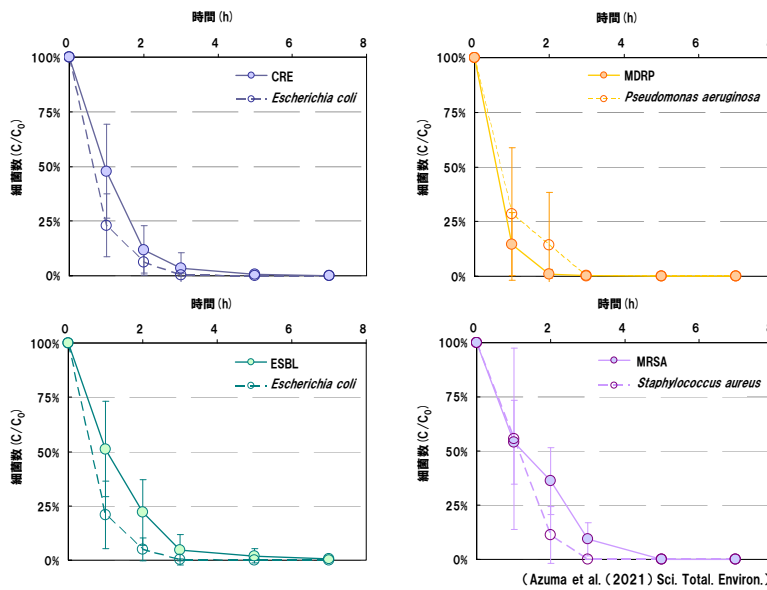 時間(h)
0 2 4 6 8
100%
75%
50%
25%
0%
細菌数(C/C0)
CRE
Escherichia coli
時間(h)
0 2 4 6 8
100%
75%
50%
25%
0%
細菌数(C/C0)
MDRP
Pseudomonas aeruginosa
時間(h)
0 2 4 6 8
100%
75%
50%
25%
0%
細菌数(C/C0)
ESBL
Escherichia coli
時間(h)
0 2 4 6 8
100%
75%
50%
25%
0%
細菌数(C/C0)
MRSA
Staphylococcus aureus
(Azuma et al. (2021) Sci. Total. Environ.)